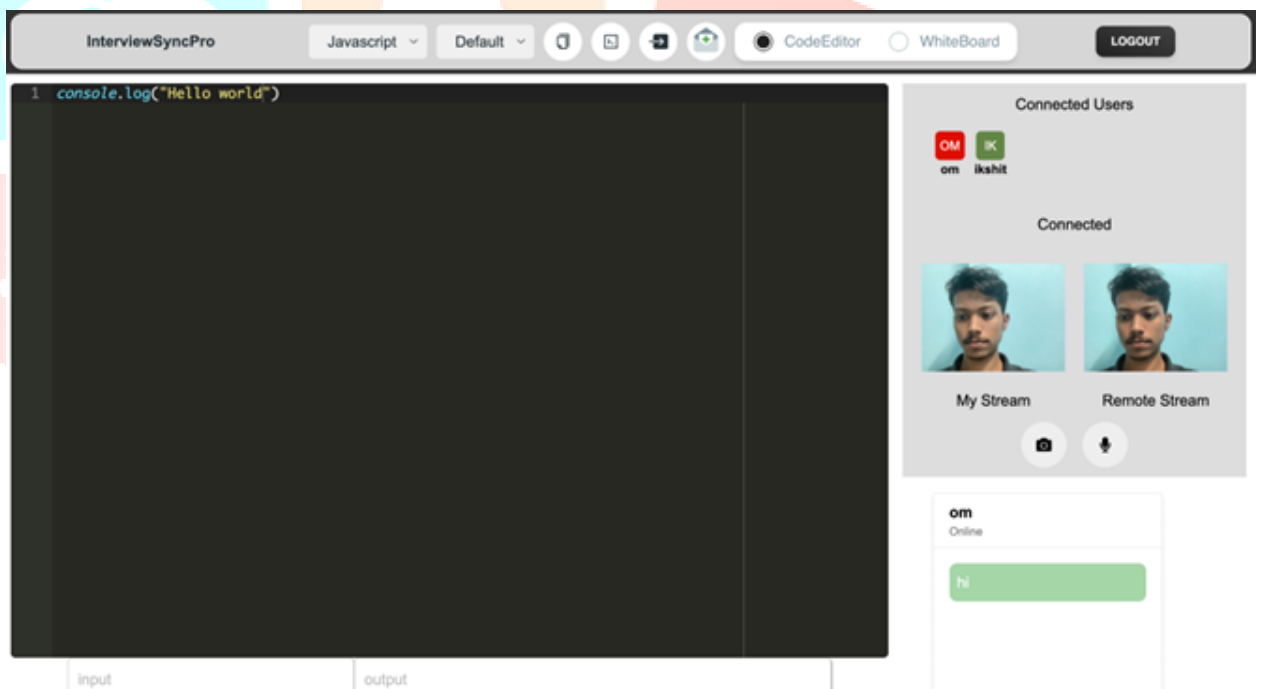 InterviewSyncPro Javascript Default CodeEditor WhiteBoard LOGOUT
1 console.log("Hello world")
Connected Users
OM IK
om ikshit
Connected
My Stream Remote Stream
om
Online
hi
input output